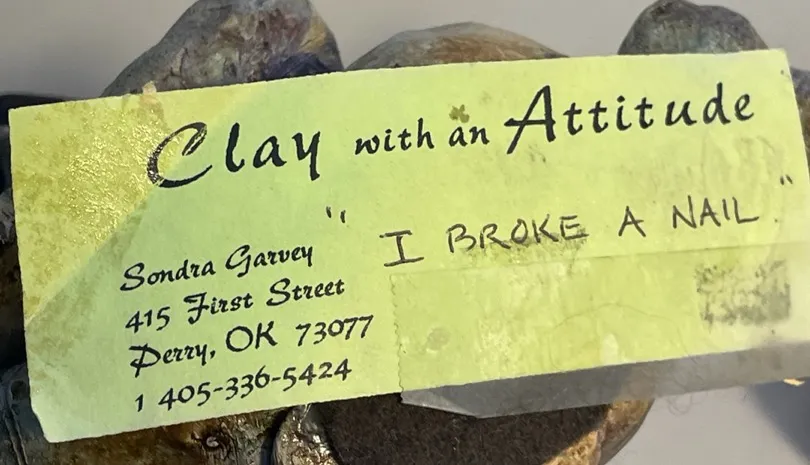 Clay with an Attitude
"I BROKE A NAIL."
Sondra Garvey
415 First Street
Perry, OK 73077
1 405-336-5424